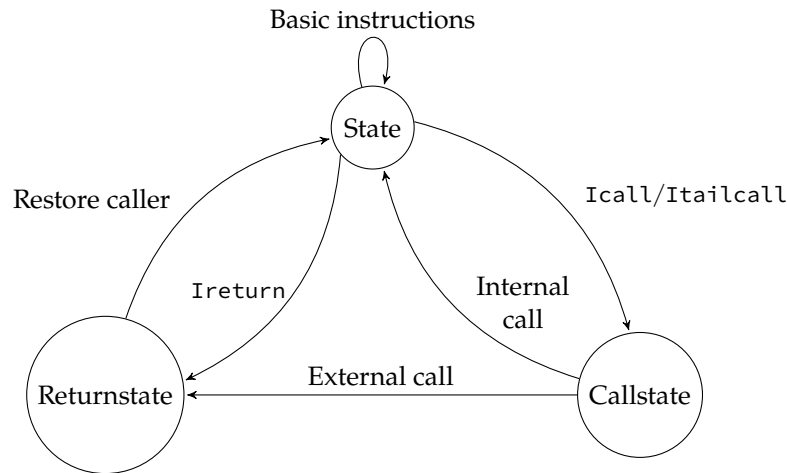 Basic instructions
State
Restore caller
Icall/Itailcall
Ireturn
Internal
call
External call
Returnstate
Callstate